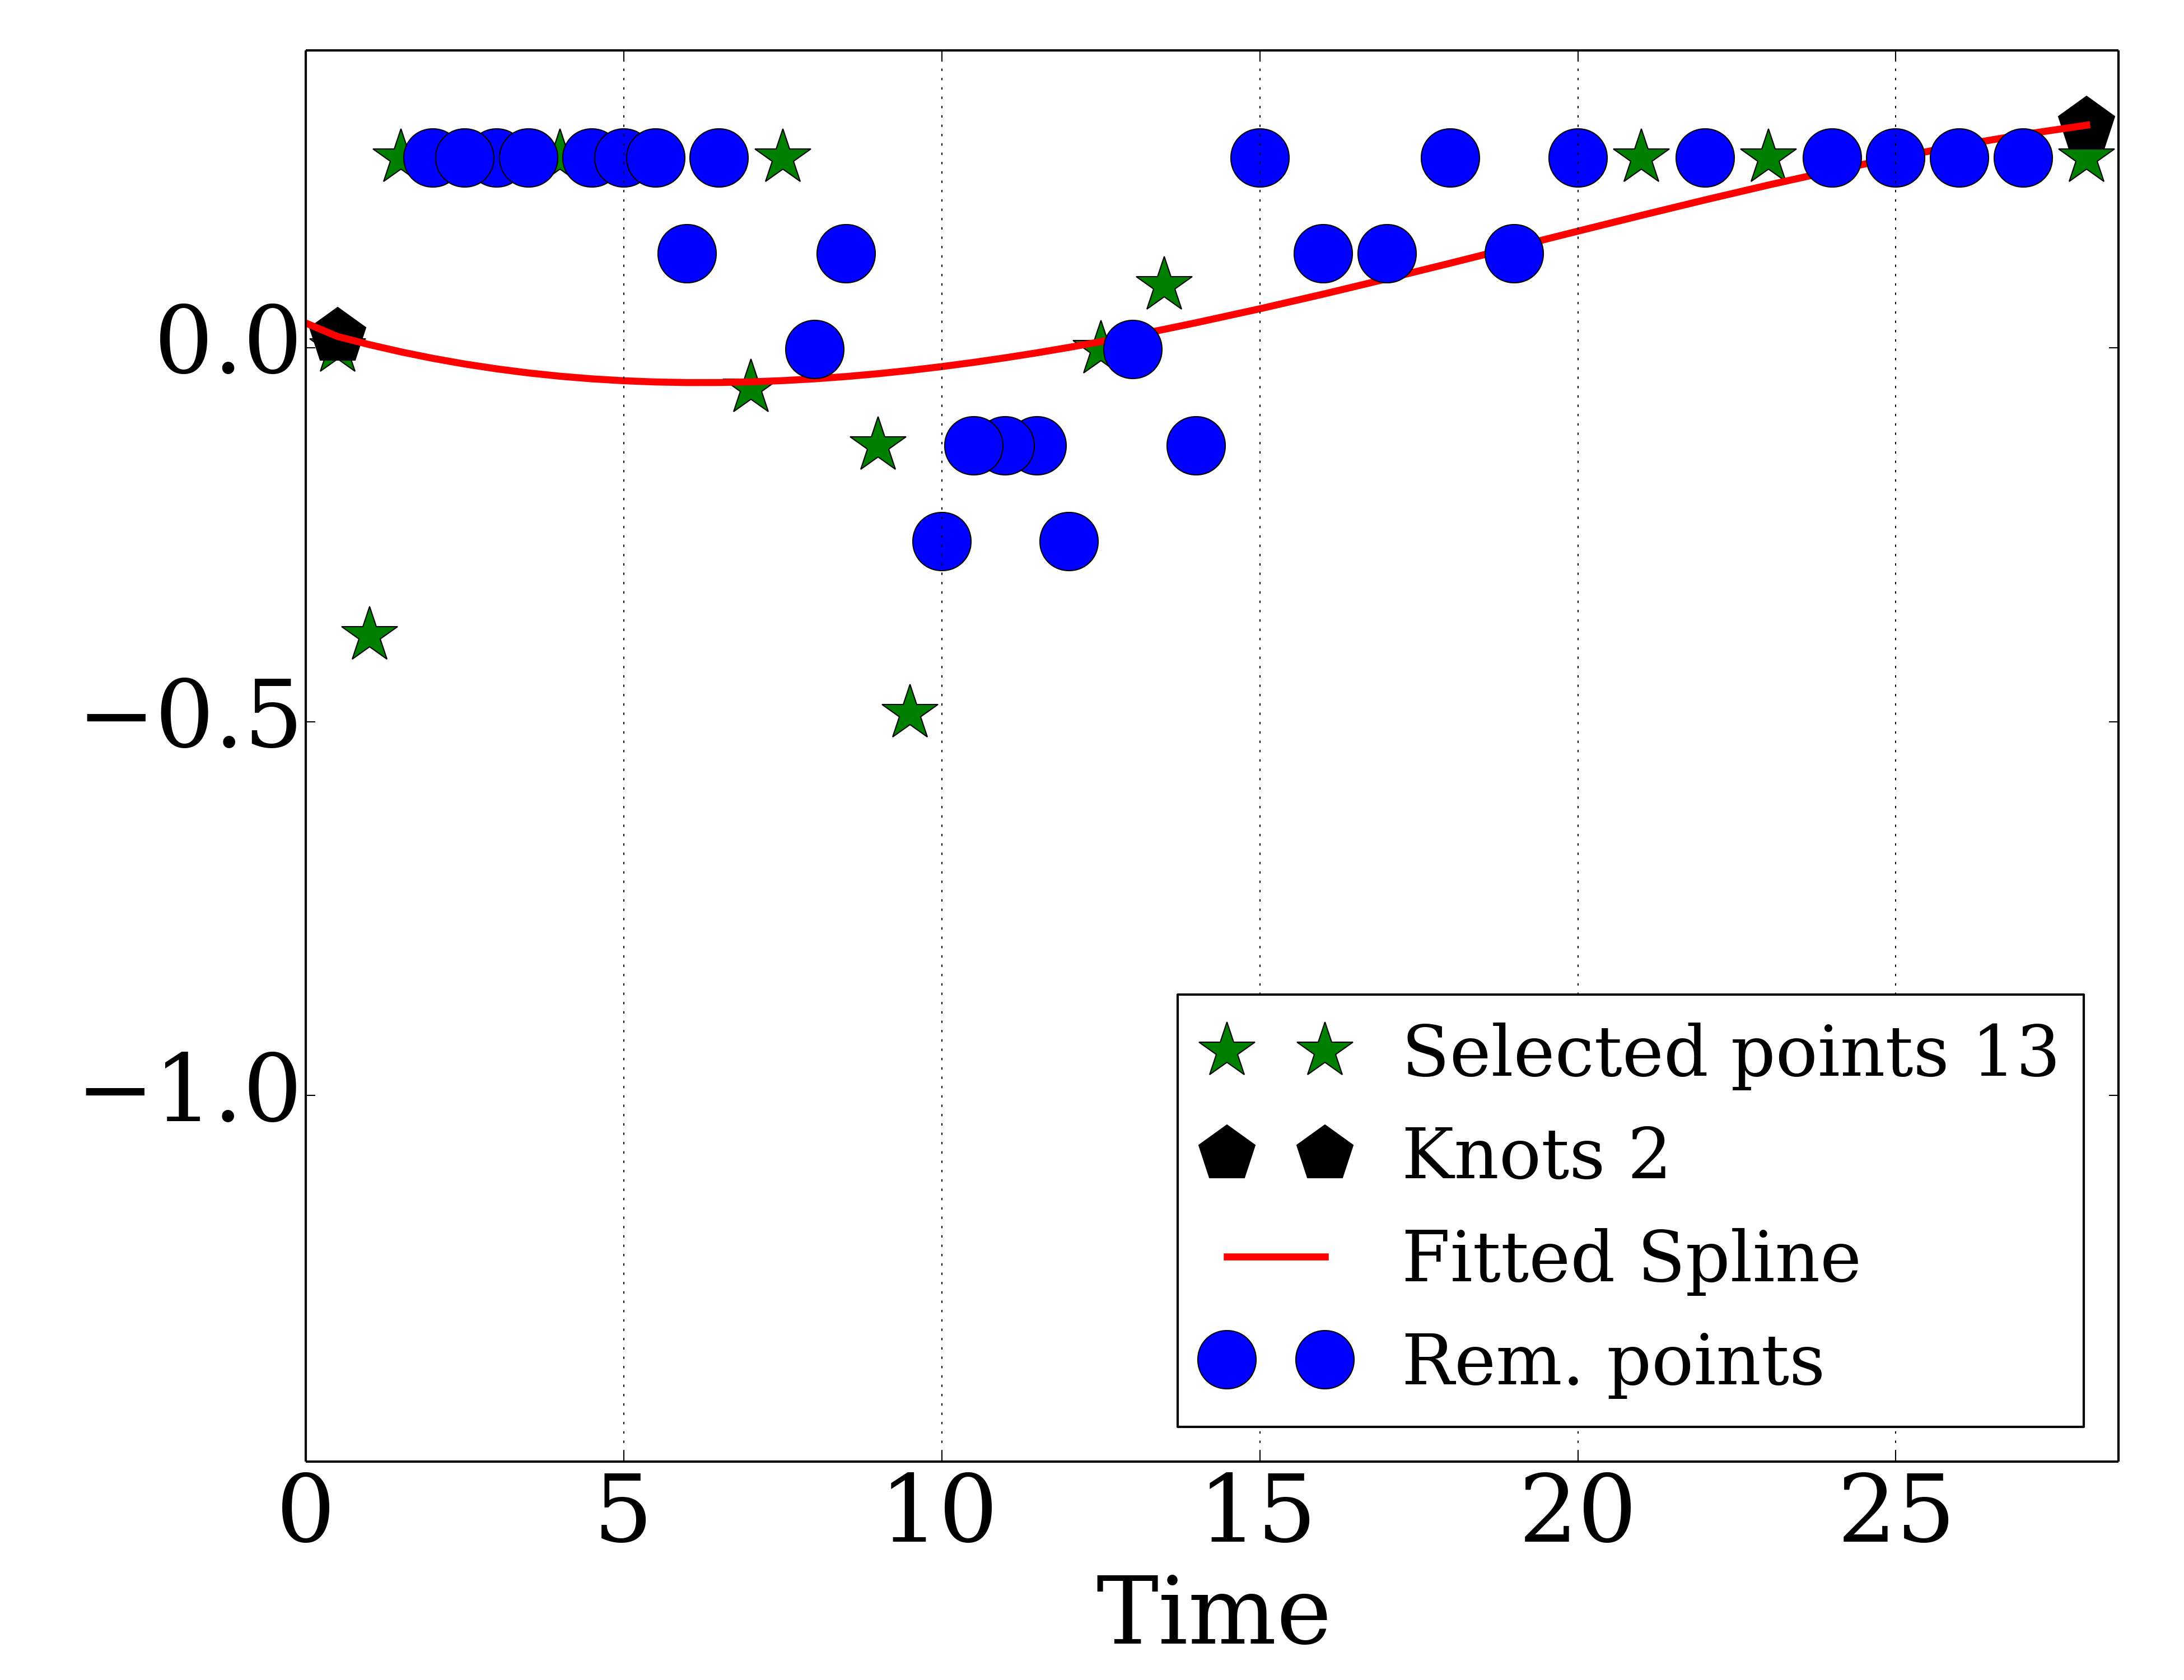 0.0
−0.5
−1.0
Selected points 13
Knots 2
Fitted Spline
Rem. points
0 5 10 15 20 25
Time